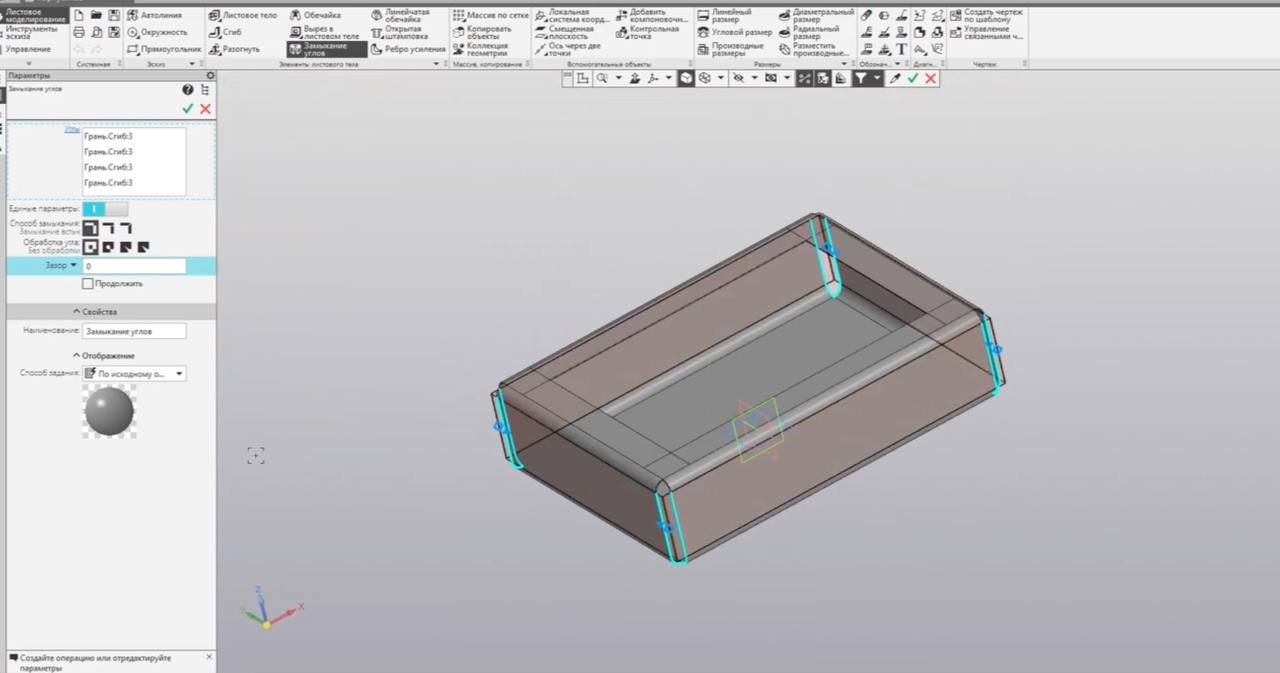 Листовое
моделирование
Инструменты
эскиза
Управление
Автолиния
Окружность
Прямоугольник
Системная
Эскиз
Листовое тело
Сгиб
Разогнуть
Обечайка
Вырез в
листовом теле
Замыкание
углов
Линейчатая
обечайка
Открытая
штамповка
Ребро усиления
Элементы листового тела
Массив по сетке
Копировать
объекты
Коллекция
геометрии
Массив, копирование
Локальная
система коорд...
Смещенная
плоскость
Ось через две
точки
Добавить
компоновочн...
Контрольная
точка
Вспомогательные объекты
Линейный
размер
Угловой размер
Производные
размеры
Диаметральный
размер
Радиальный
размер
Разместить
производные...
Размеры
Обознач...
Диагн...
Создать чертеж
по шаблону
Управление
связанными ч...
Чертеж
Параметры
Замыкание углов
Углы
Грань.Сгиб:3
Грань.Сгиб:3
Грань.Сгиб:3
Грань.Сгиб:3
Единые параметры:
Способ замыкания:
Замыкание встык
Обработка угла:
Без обработки
Зазор
0
Продолжить
Свойства
Наименование:
Замыкание углов
Отображение
Способ задания:
По исходному о...
Z
X
Создайте операцию или отредактируйте
параметры